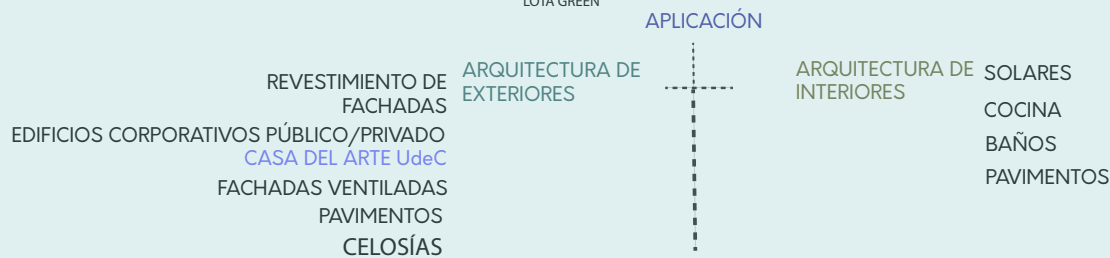 LOTA GREEN
APLICACIÓN
ARQUITECTURA DE
EXTERIORES
REVESTIMIENTO DE
FACHADAS
EDIFICIOS CORPORATIVOS PÚBLICO/PRIVADO
CASA DEL ARTE UdeC
FACHADAS VENTILADAS
PAVIMENTOS
CELOSÍAS
ARQUITECTURA DE
INTERIORES
SOLARES
COCINA
BAÑOS
PAVIMENTOS